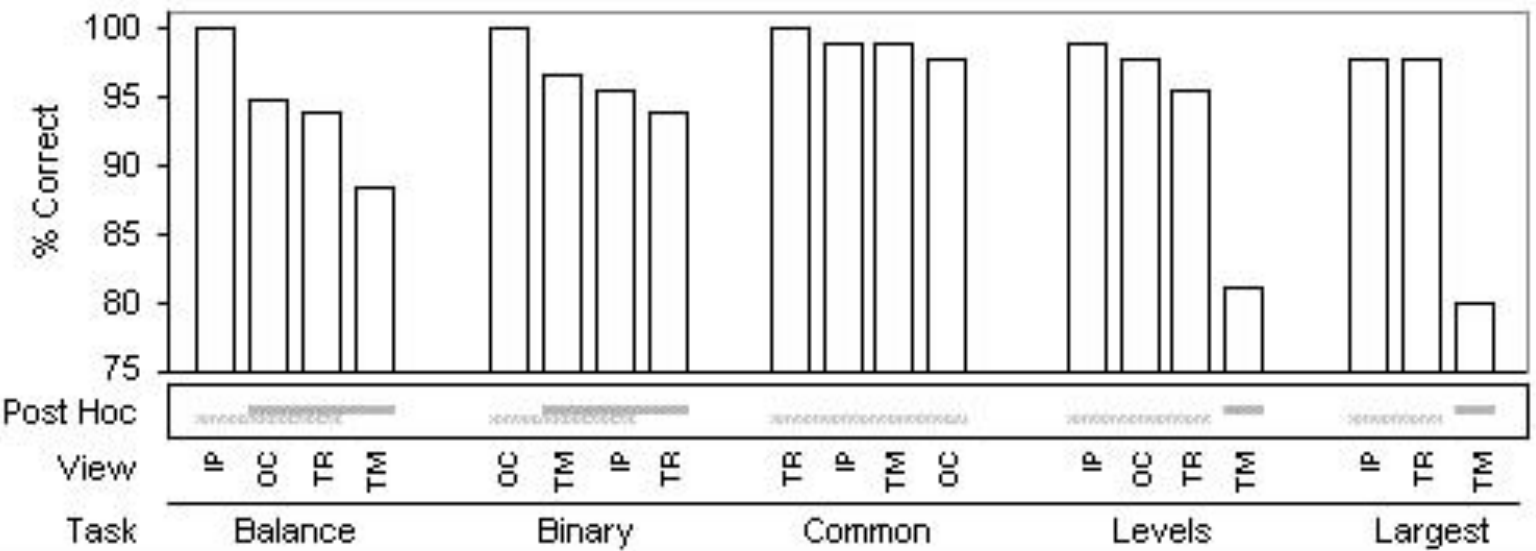 % Correct
100
95
90
85
80
75
Post Hoc
View IP OC TR TM OC TM IP TR TR IP TM OC IP OC TR TM IP TR TM
Task Balance Binary Common Levels Largest